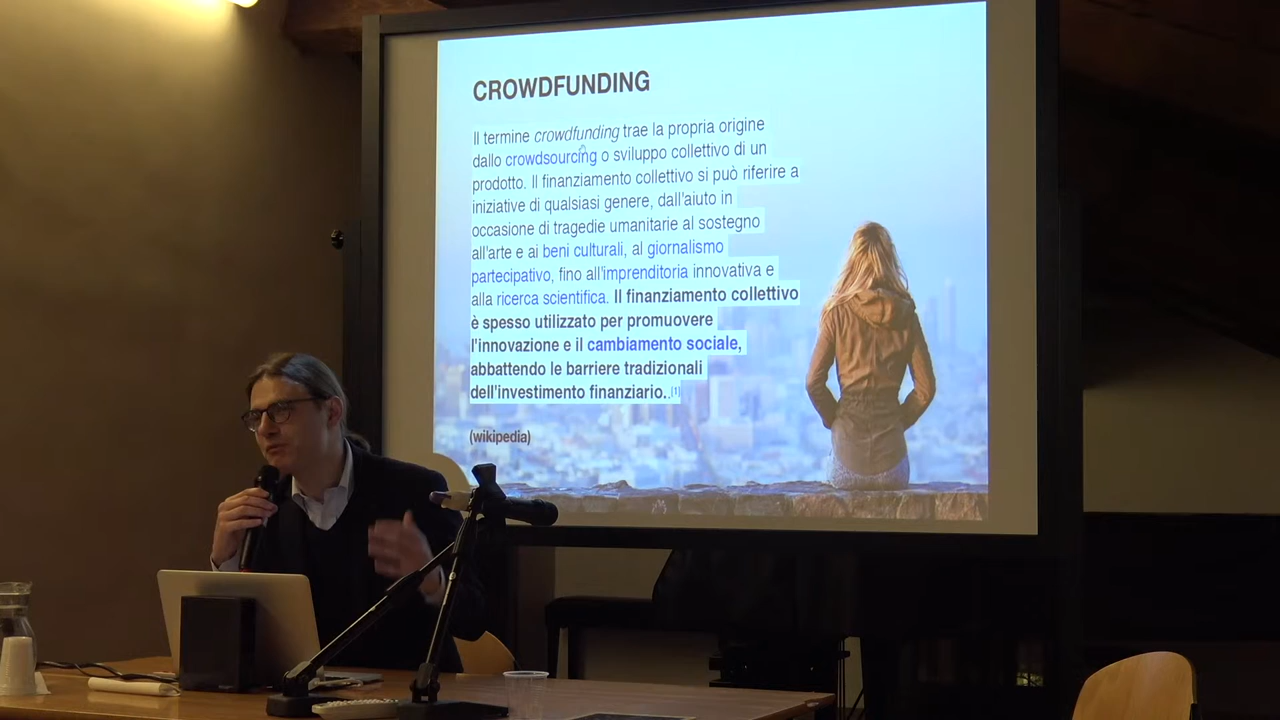 CROWDFUNDING
Il termine crowdfunding trae la propria origine
dallo crowdsourcing o sviluppo collettivo di un
prodotto. Il finanziamento collettivo si può riferire a
iniziative di qualsiasi genere, dall'aiuto in
occasione di tragedie umanitarie al sostegno
all'arte e ai beni culturali, al giornalismo
partecipativo, fino all'imprenditoria innovativa e
alla ricerca scientifica. Il finanziamento collettivo
è spesso utilizzato per promuovere
l'innovazione e il cambiamento sociale,
abbattendo le barriere tradizionali
dell'investimento finanziario..[1]
(wikipedia)